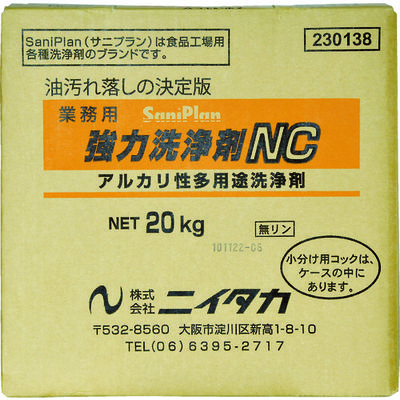 SaniPlan（サニプラン）は食品工場用
各種洗浄剤のブランドです。
230138
油汚れ落しの決定版
業務用 SaniPlan
強力洗浄剤NC
アルカリ性多用途洗浄剤
NET 20kg 無リン
101122-06
小分け用コックは、
ケースの中に
あります。
株式会社 ニイタカ
〒532-8560 大阪市淀川区新高1-8-10
TEL(06)6395-2717